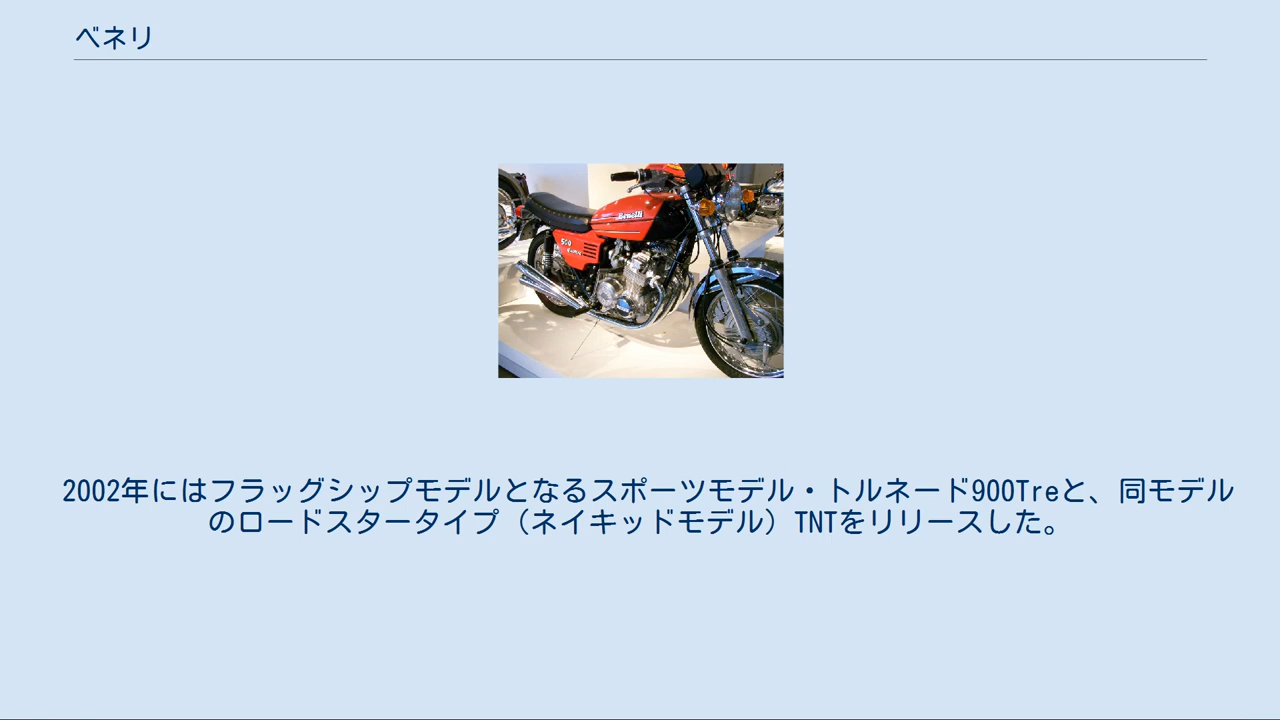 ベネリ
Benelli
500
2002年にはフラッグシップモデルとなるスポーツモデル・トルネード900Treと、同モデル
のロードスタータイプ（ネイキッドモデル）TNTをリリースした。